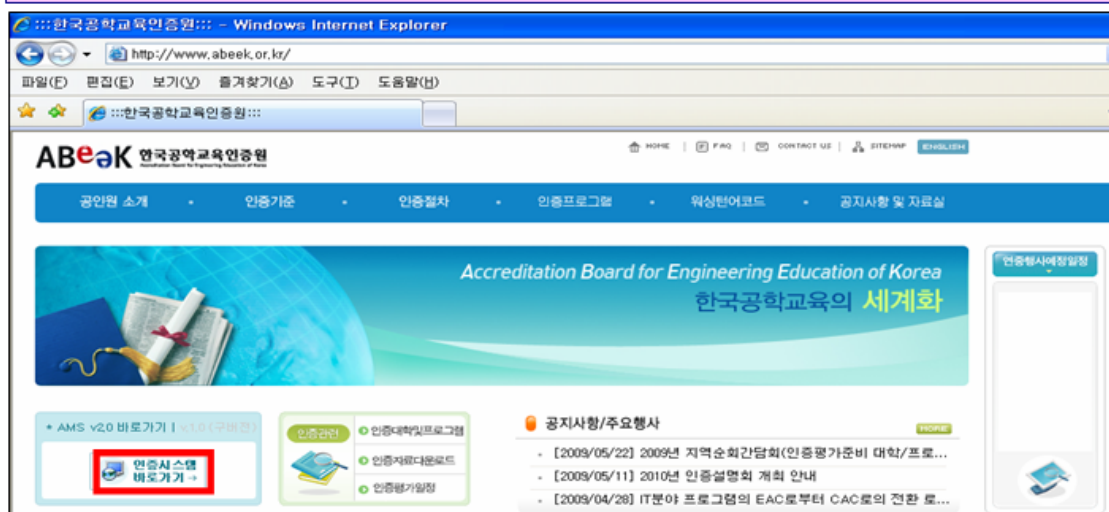 :::한국공학교육인증원::: - Windows Internet Explorer
http://www.abeek.or.kr/
파일(F) 편집(E) 보기(V) 즐겨찾기(A) 도구(T) 도움말(H)
:::한국공학교육인증원:::
ABeeK 한국공학교육인증원
HOME | FAQ | CONTACT US | SITEMAP ENGLISH
공인원 소개 인증기준 인증절차 인증프로그램 워싱턴어코드 공지사항 및 자료실
Accreditation Board for Engineering Education of Korea
한국공학교육의 세계화
인증행사예정일정
AMS v2.0 바로가기 | v.1.0 (구버전)
인증시스템
바로가기→
인증관련
인증대학및프로그램
인증자료다운로드
인증평가일정
공지사항/주요행사
MORE
[2009/05/22] 2009년 지역순회간담회(인증평가준비 대학/프로...
[2009/05/11] 2010년 인증설명회 개최 안내
[2009/04/28] IT분야 프로그램의 EAC로부터 CAC로의 전환 로...